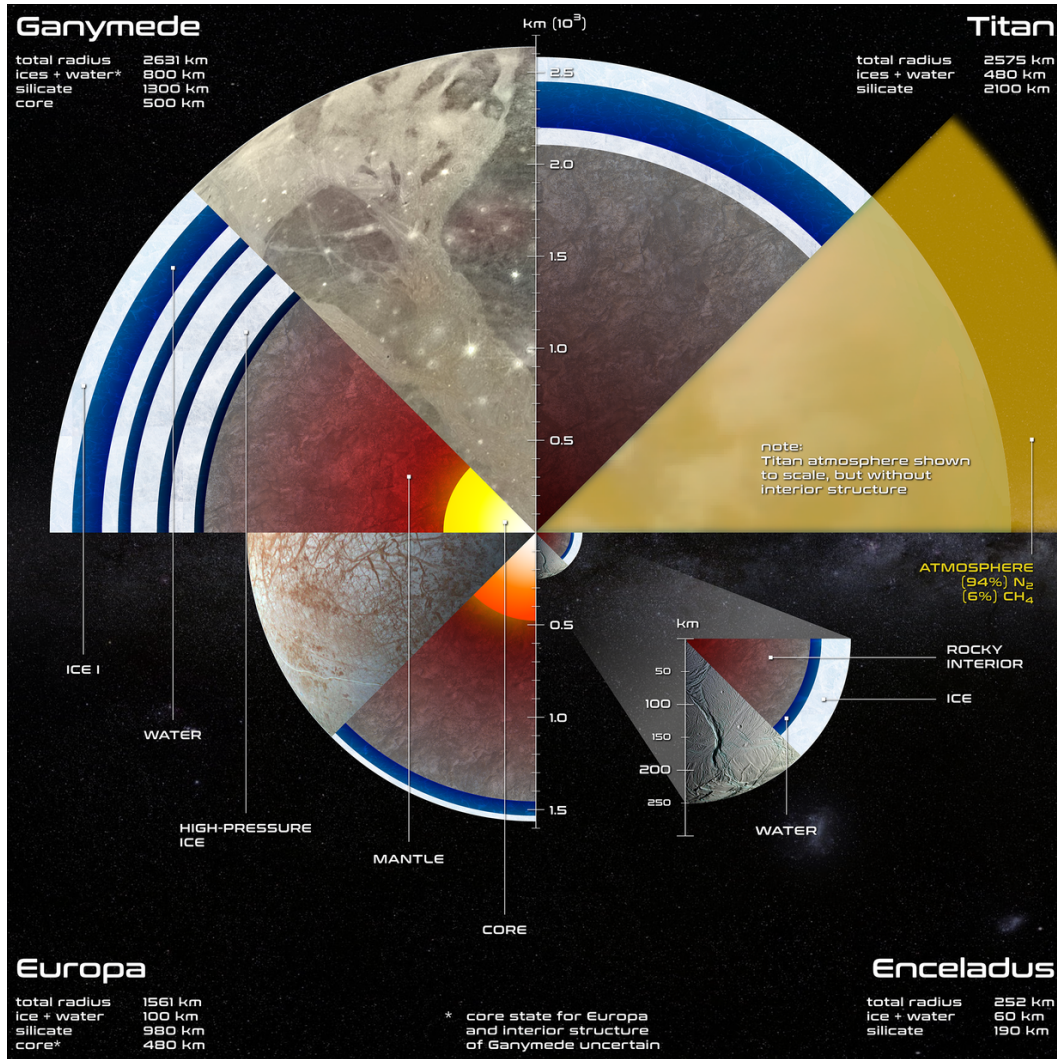 Ganymede
total radius 2631 km
ices + water* 800 km
silicate 1300 km
core 500 km
km (10³)
Titan
total radius 2575 km
ices + water 480 km
silicate 2100 km
2.5
2.0
1.5
1.0
0.5
note:
Titan atmosphere shown
to scale, but without
interior structure
ATMOSPHERE
(94%) N₂
(6%) CH₄
0.5
1.0
1.5
km
50
100
150
200
250
ROCKY
INTERIOR
ICE
WATER
ICE I
WATER
HIGH-PRESSURE
ICE
MANTLE
CORE
Europa
total radius 1561 km
ice + water 100 km
silicate 980 km
core* 480 km
* core state for Europa
and interior structure
of Ganymede uncertain
Enceladus
total radius 252 km
ice + water 60 km
silicate 190 km